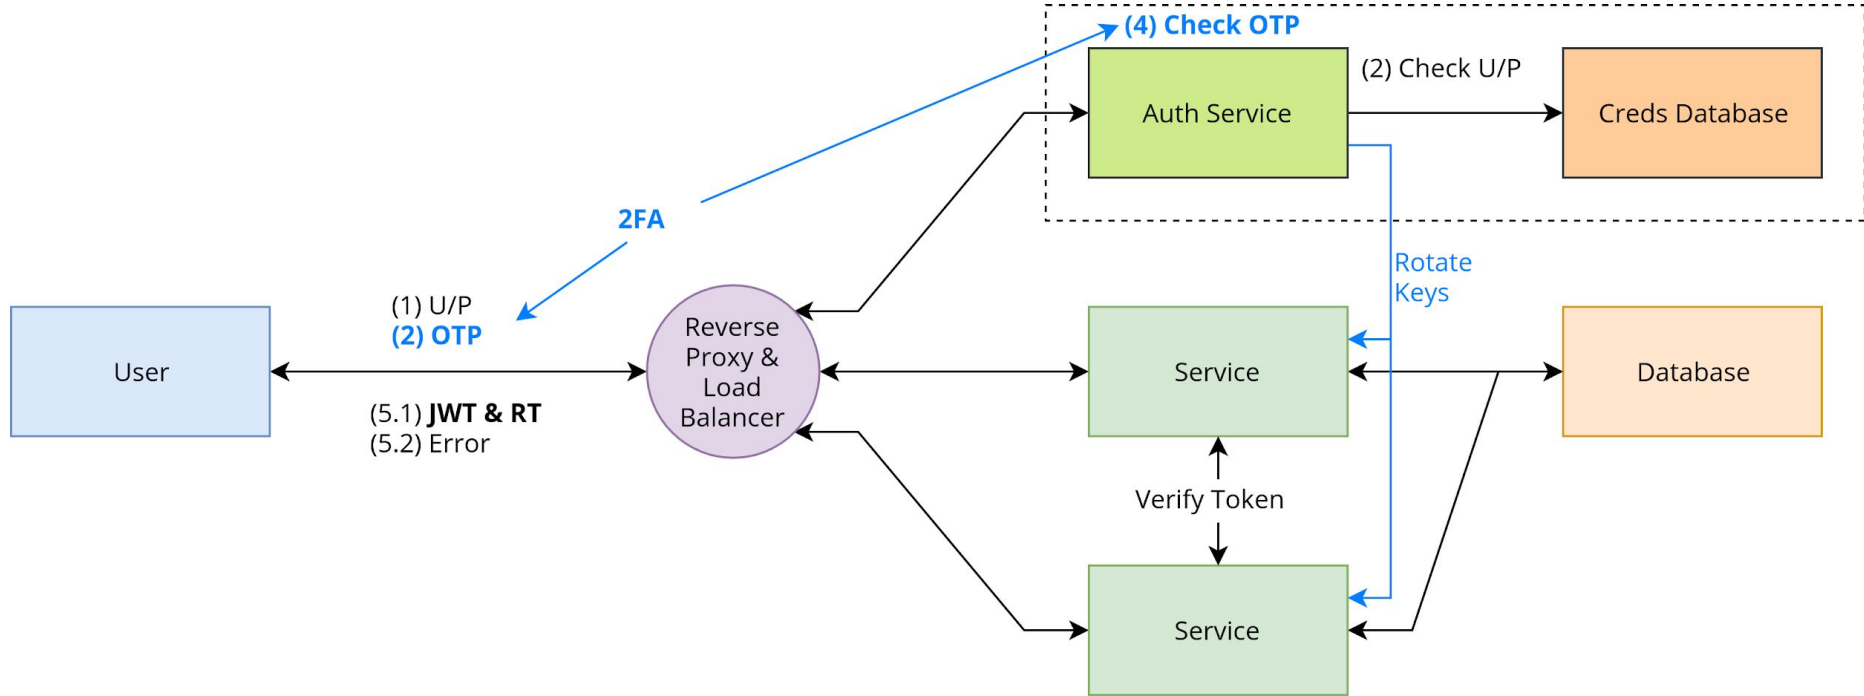 (4) Check OTP
(2) Check U/P
Auth Service
Creds Database
2FA
Rotate
Keys
(1) U/P
(2) OTP
User
(5.1) JWT & RT
(5.2) Error
Reverse
Proxy &
Load
Balancer
Service
Database
Verify Token
Service